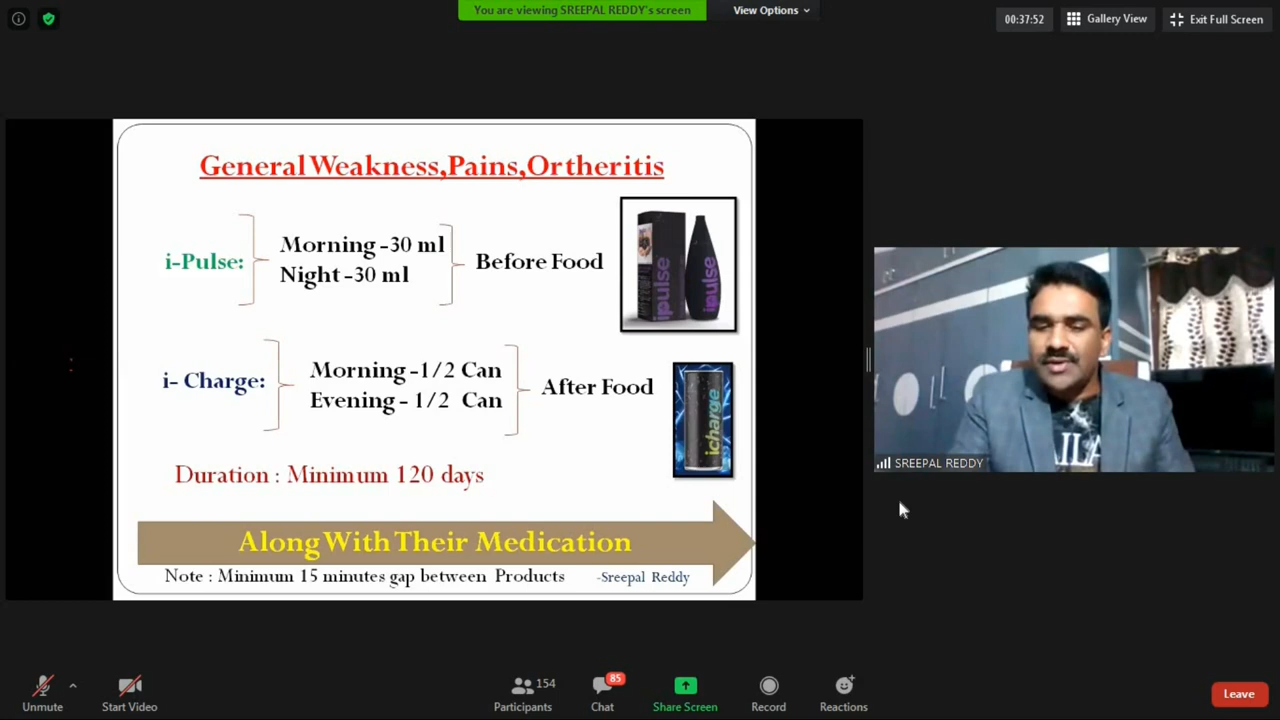 You are viewing SREEPAL REDDY's screen
View Options
00:37:52
Gallery View
Exit Full Screen
General Weakness,Pains,Ortheritis
i-Pulse:
Morning -30 ml
Night -30 ml
Before Food
ipulse
ipulse
i- Charge:
Morning -1/2 Can
Evening - 1/2 Can
After Food
icharge
Duration : Minimum 120 days
Along With Their Medication
Note : Minimum 15 minutes gap between Products
-Sreepal Reddy
SREEPAL REDDY
Unmute
Start Video
154
Participants
85
Chat
Share Screen
Record
Reactions
Leave